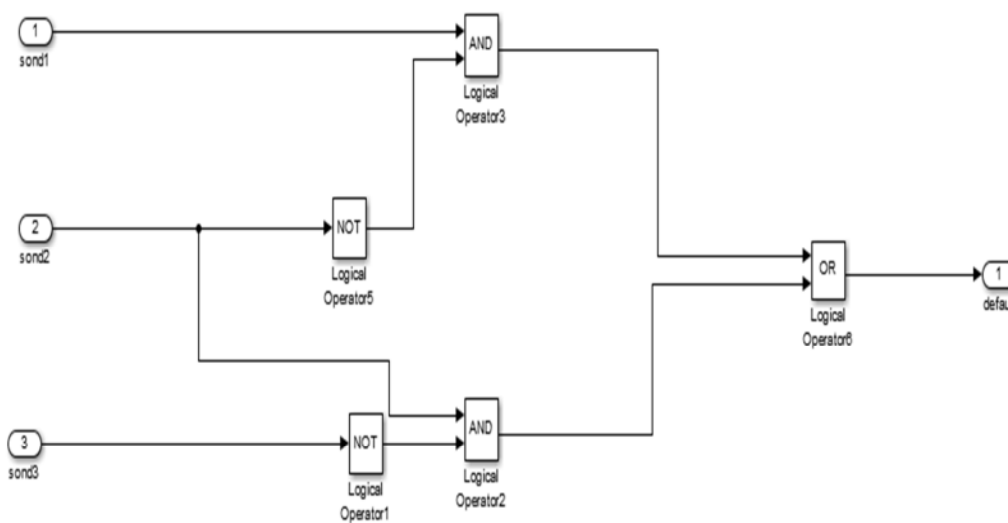 1
sond1
AND
Logical
Operator3
2
sond2
NOT
Logical
Operator5
OR
Logical
Operator6
1
defau
3
sond3
NOT
Logical
Operator1
AND
Logical
Operator2